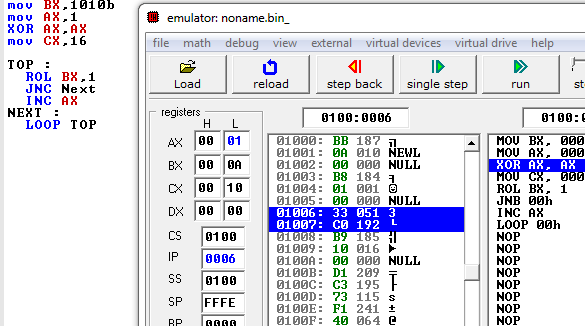 mov BX,1010b
mov AX,1
XOR AX,AX
mov CX,16
TOP :
ROL BX,1
JNC Next
INC AX
NEXT :
LOOP TOP
emulator: noname.bin_
file math debug view external virtual devices virtual drive help
Load reload step back single step run
registers
H L
AX 00 01
BX 00 0A
CX 00 10
DX 00 00
CS 0100
IP 0006
SS 0100
SP FFFE
BP 0000
0100:0006
01000: BB 187 ╗
01001: 0A 010 NEWL
01002: 00 000 NULL
01003: B8 184 ╕
01004: 01 001 ☺
01005: 00 000 NULL
01006: 33 051 3
01007: C0 192 └
01008: B9 185 ╣
01009: 10 016 ►
0100A: 00 000 NULL
0100B: D1 209 ╤
0100C: C3 195 ├
0100D: 73 115 s
0100E: F1 241 ±
0100F: 40 064 @
0100:0
MOV BX, 000
MOV AX, 000
XOR AX, AX
MOV CX, 000
ROL BX, 1
JNB 00h
INC AX
LOOP 00h
NOP
NOP
NOP
NOP
NOP
NOP
NOP
NOP